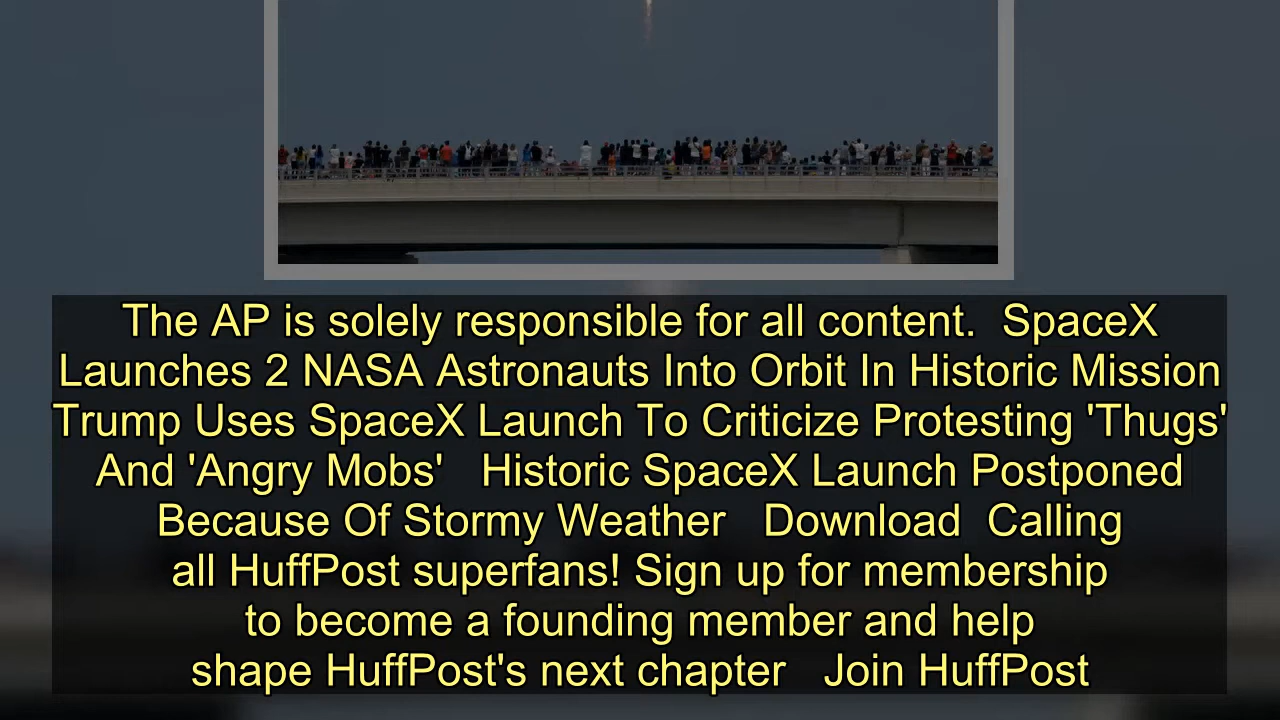 The AP is solely responsible for all content.  SpaceX
Launches 2 NASA Astronauts Into Orbit In Historic Mission
Trump Uses SpaceX Launch To Criticize Protesting 'Thugs'
And 'Angry Mobs'   Historic SpaceX Launch Postponed
Because Of Stormy Weather   Download  Calling
all HuffPost superfans! Sign up for membership
to become a founding member and help
shape HuffPost's next chapter   Join HuffPost